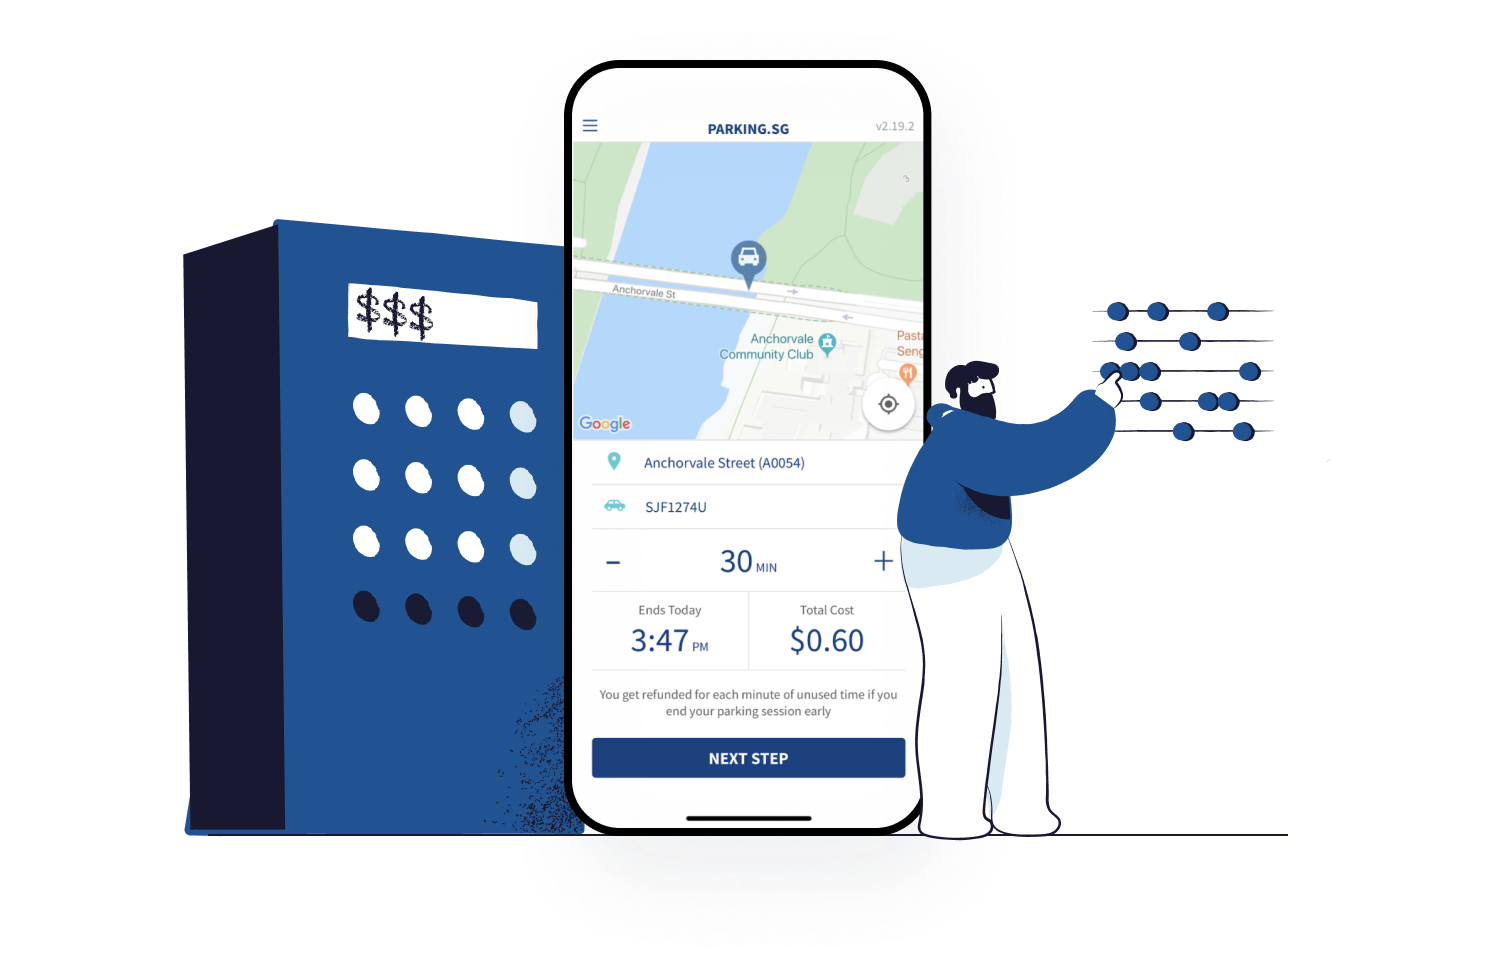 PARKING.SG
v2.19.2
$$$
Anchorvale St
Anchorvale
Community Club
Past
Seng
Google
Anchorvale Street (A0054)
SJF1274U
– 30 MIN +
Ends Today
Total Cost
3:47 PM
$0.60
You get refunded for each minute of unused time if you
end your parking session early
NEXT STEP